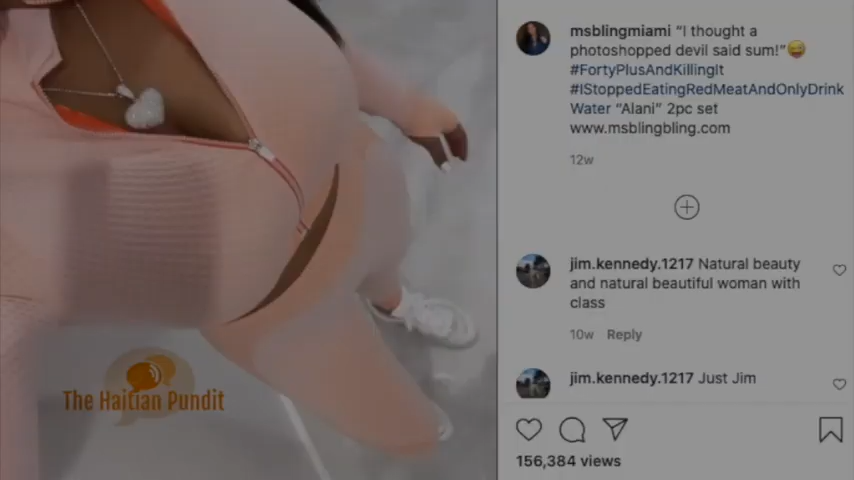 msblingmiami "I thought a
photoshopped devil said sum!"😜
#FortyPlusAndKillingIt
#IStoppedEatingRedMeatAndOnlyDrink
Water "Alani" 2pc set
www.msblingbling.com
12w
jim.kennedy.1217 Natural beauty
and natural beautiful woman with
class
10w Reply
jim.kennedy.1217 Just Jim
The Haitian Pundit
156,384 views